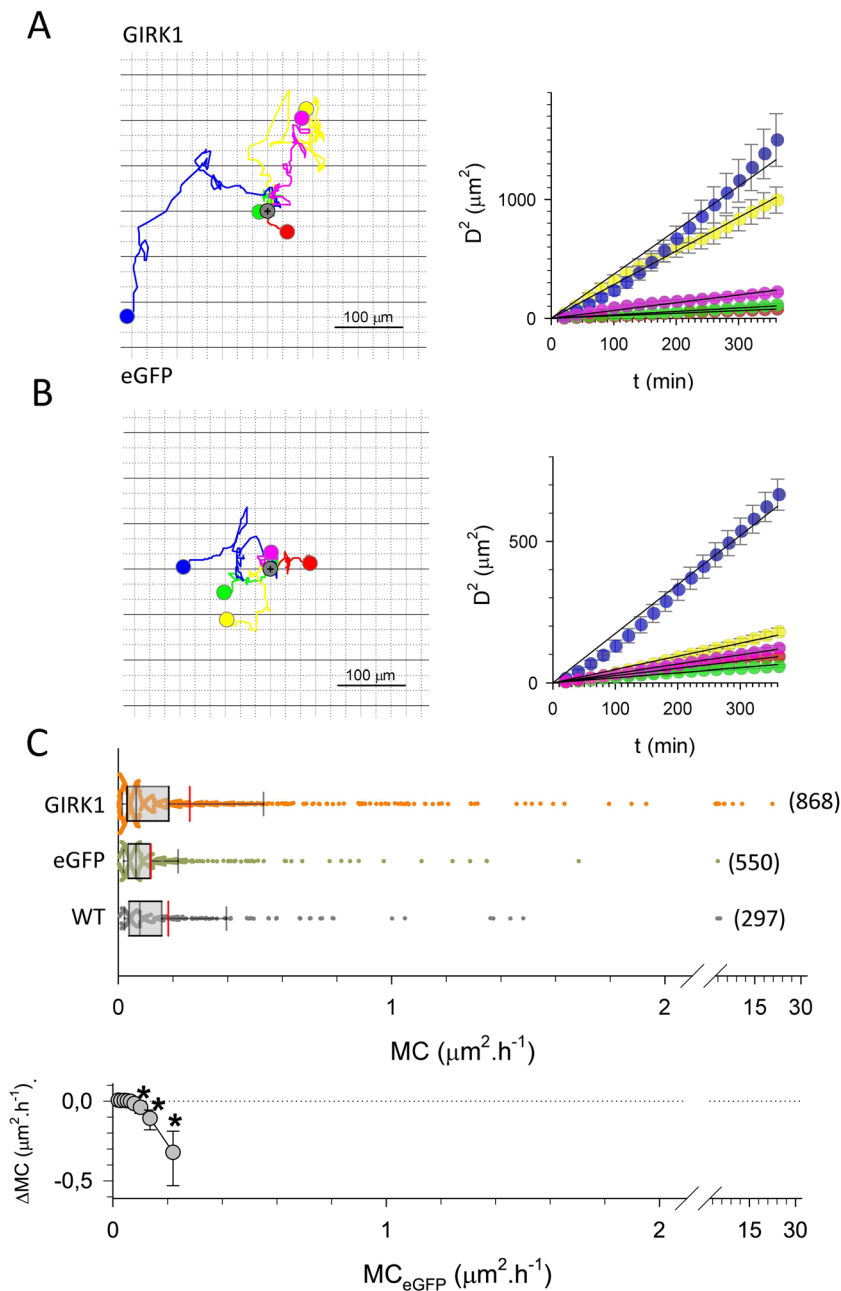 A
GIRK1
100 μm
D² (μm²)
1000
0
0 100 200 300
t (min)
eGFP
B
100 μm
D² (μm²)
500
0
0 100 200 300
t (min)
C
GIRK1 (868)
eGFP (550)
WT (297)
0 1 2 15 30
MC (μm².h⁻¹)
ΔMC (μm².h⁻¹).
0,0
* * *
-0,5
0 1 2 15 30
MCeGFP (μm².h⁻¹)